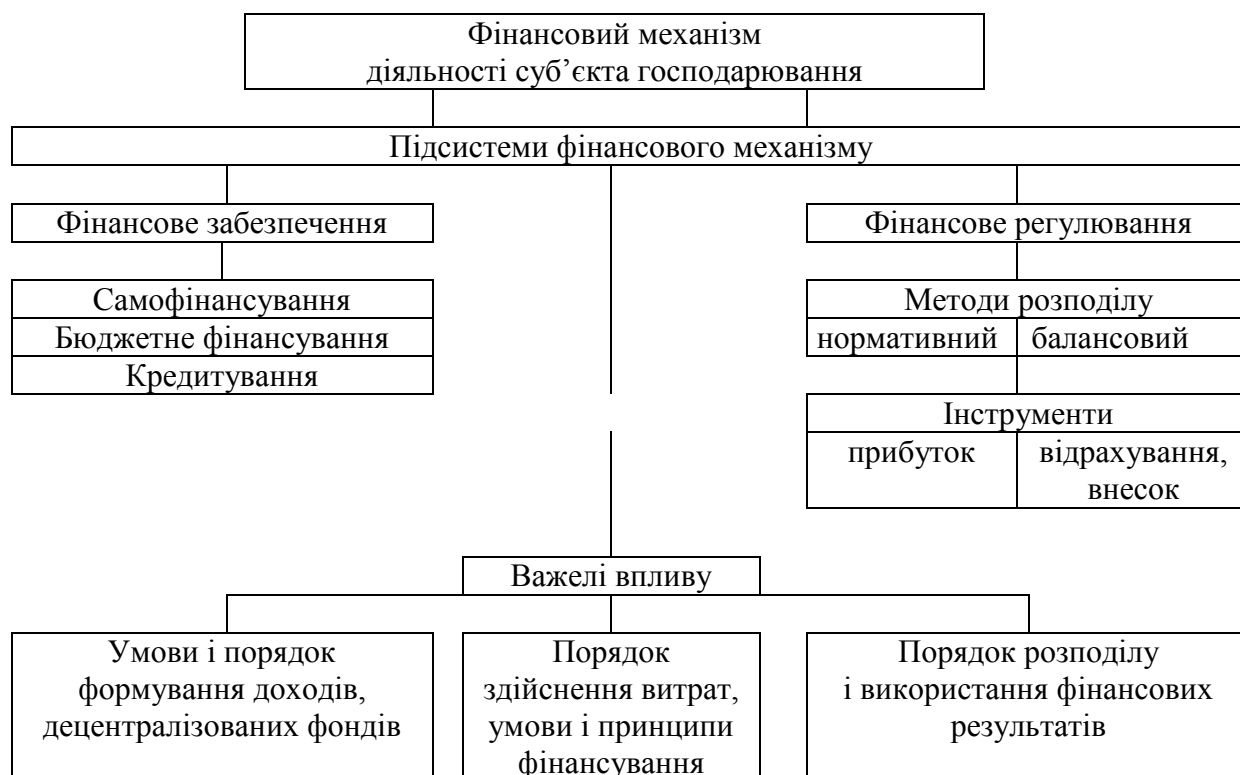 Фінансовий механізм
діяльності суб’єкта господарювання
Підсистеми фінансового механізму
Фінансове забезпечення
Фінансове регулювання
Самофінансування
Бюджетне фінансування
Кредитування
Методи розподілу
нормативний балансовий
Інструменти
прибуток відрахування,
внесок
Важелі впливу
Умови і порядок
формування доходів,
децентралізованих фондів
Порядок
здійснення витрат,
умови і принципи
фінансування
Порядок розподілу
і використання фінансових
результатів